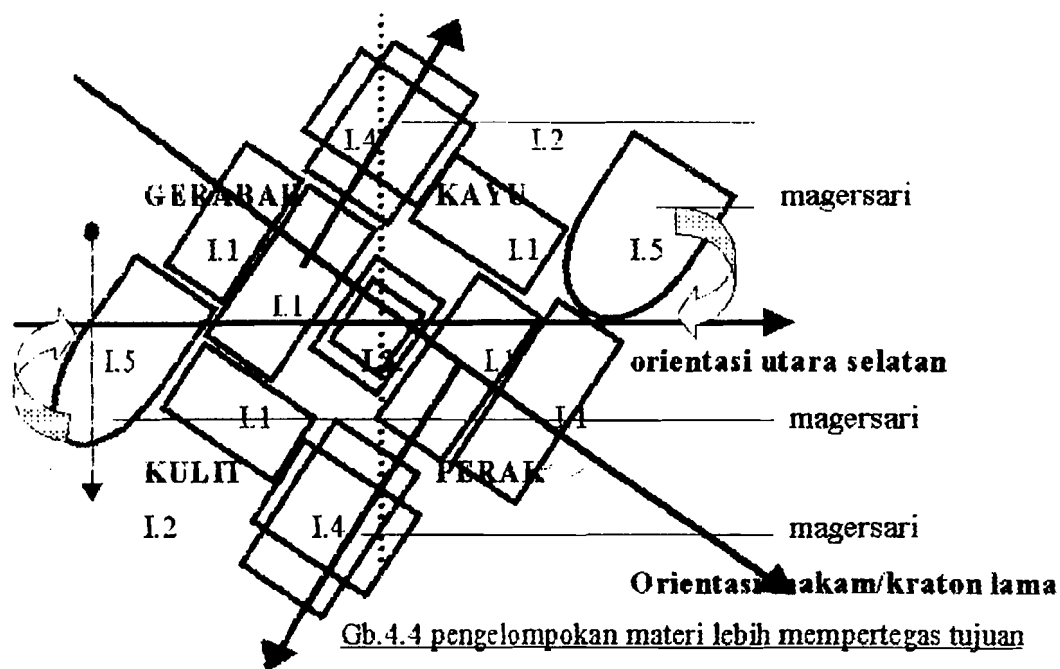 I.4 I.2
GERABAH KAYU magersari
I.1 I.1 I.5
I.1
I.5 I.1 orientasi utara selatan
I.1 I.1 magersari
KULIT PERAK
I.2 I.4 magersari
Orientasi makam/kraton lama
Gb.4.4 pengelompokan materi lebih mempertegas tujuan